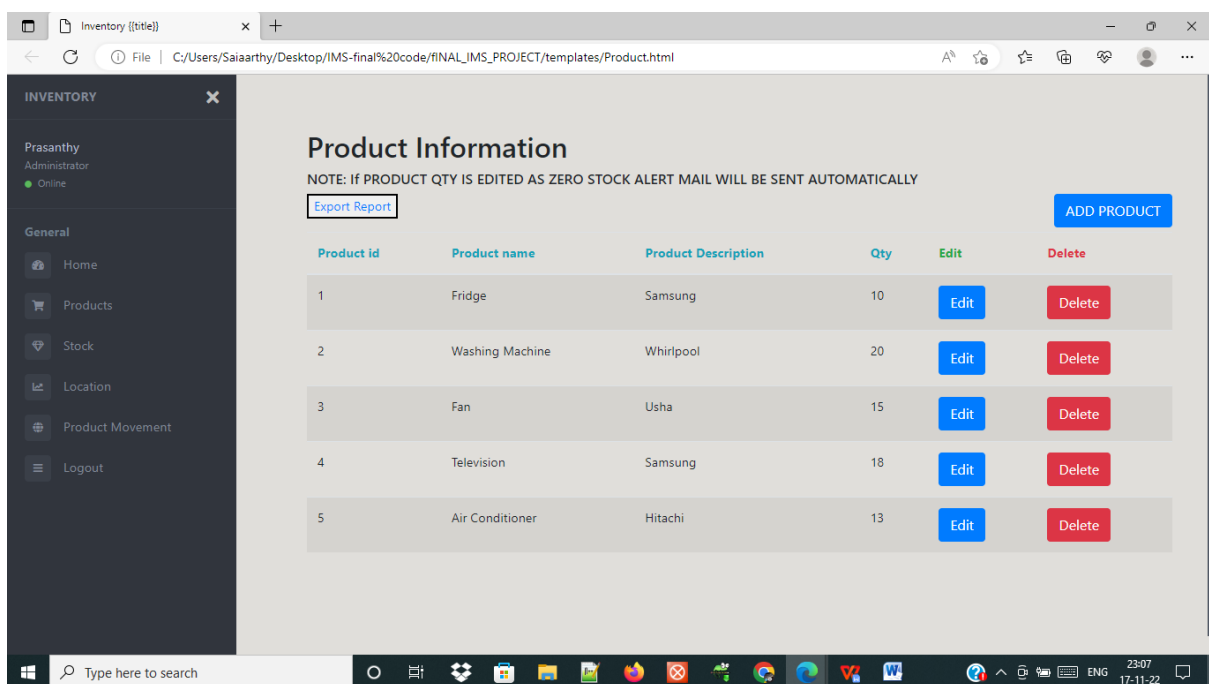 Inventory {{title}}
File | C:/Users/Saiaarthy/Desktop/IMS-final%20code/fINAL_IMS_PROJECT/templates/Product.html
INVENTORY
Prasanthy
Administrator
Online
General
Home
Products
Stock
Location
Product Movement
Logout
Product Information
NOTE: If PRODUCT QTY IS EDITED AS ZERO STOCK ALERT MAIL WILL BE SENT AUTOMATICALLY
Export Report
ADD PRODUCT
Product id Product name Product Description Qty Edit Delete
1 Fridge Samsung 10 Edit Delete
2 Washing Machine Whirlpool 20 Edit Delete
3 Fan Usha 15 Edit Delete
4 Television Samsung 18 Edit Delete
5 Air Conditioner Hitachi 13 Edit Delete
Type here to search
ENG
23:07
17-11-22